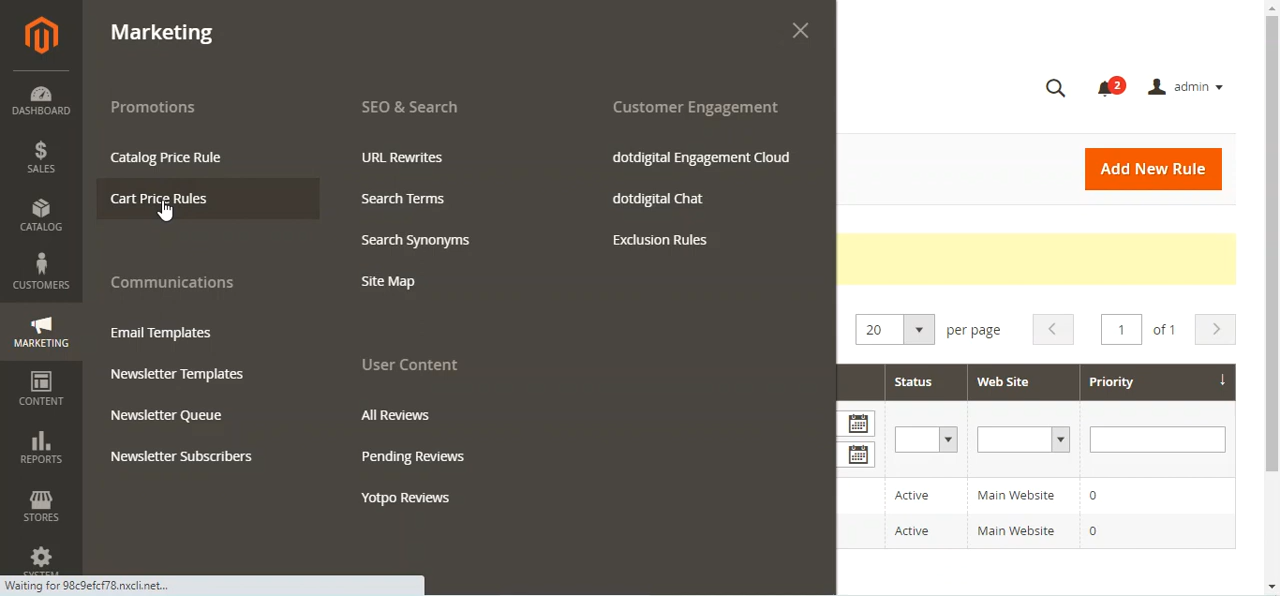 Marketing
Promotions
Catalog Price Rule
Cart Price Rules
Communications
Email Templates
Newsletter Templates
Newsletter Queue
Newsletter Subscribers
SEO & Search
URL Rewrites
Search Terms
Search Synonyms
Site Map
User Content
All Reviews
Pending Reviews
Yotpo Reviews
Customer Engagement
dotdigital Engagement Cloud
dotdigital Chat
Exclusion Rules
DASHBOARD
SALES
CATALOG
CUSTOMERS
MARKETING
CONTENT
REPORTS
STORES
SYSTEM
2
admin
Add New Rule
20 per page 1 of 1
Status Web Site Priority ↓
Active Main Website 0
Active Main Website 0
Waiting for 98c9efcf78.nxcli.net...